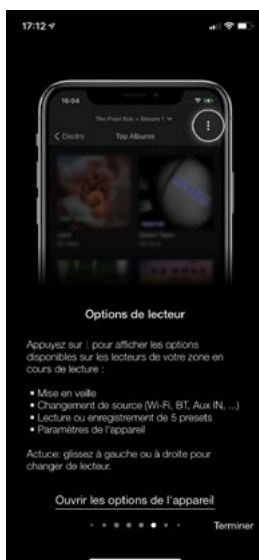 17:12
16:04
The Pearl Sub + Stream 1
Electro
Top Albums
Options de lecteur
Appuyez sur ⋮ pour afficher les options
disponibles sur les lecteurs de votre zone en
cours de lecture :
• Mise en veille
• Changement de source (Wi-Fi, BT, Aux IN, ...)
• Lecture ou enregistrement de 5 presets
• Paramètres de l'appareil
Actuce: glissez à gauche ou à droite pour
changer de lecteur.
Ouvrir les options de l'appareil
Terminer